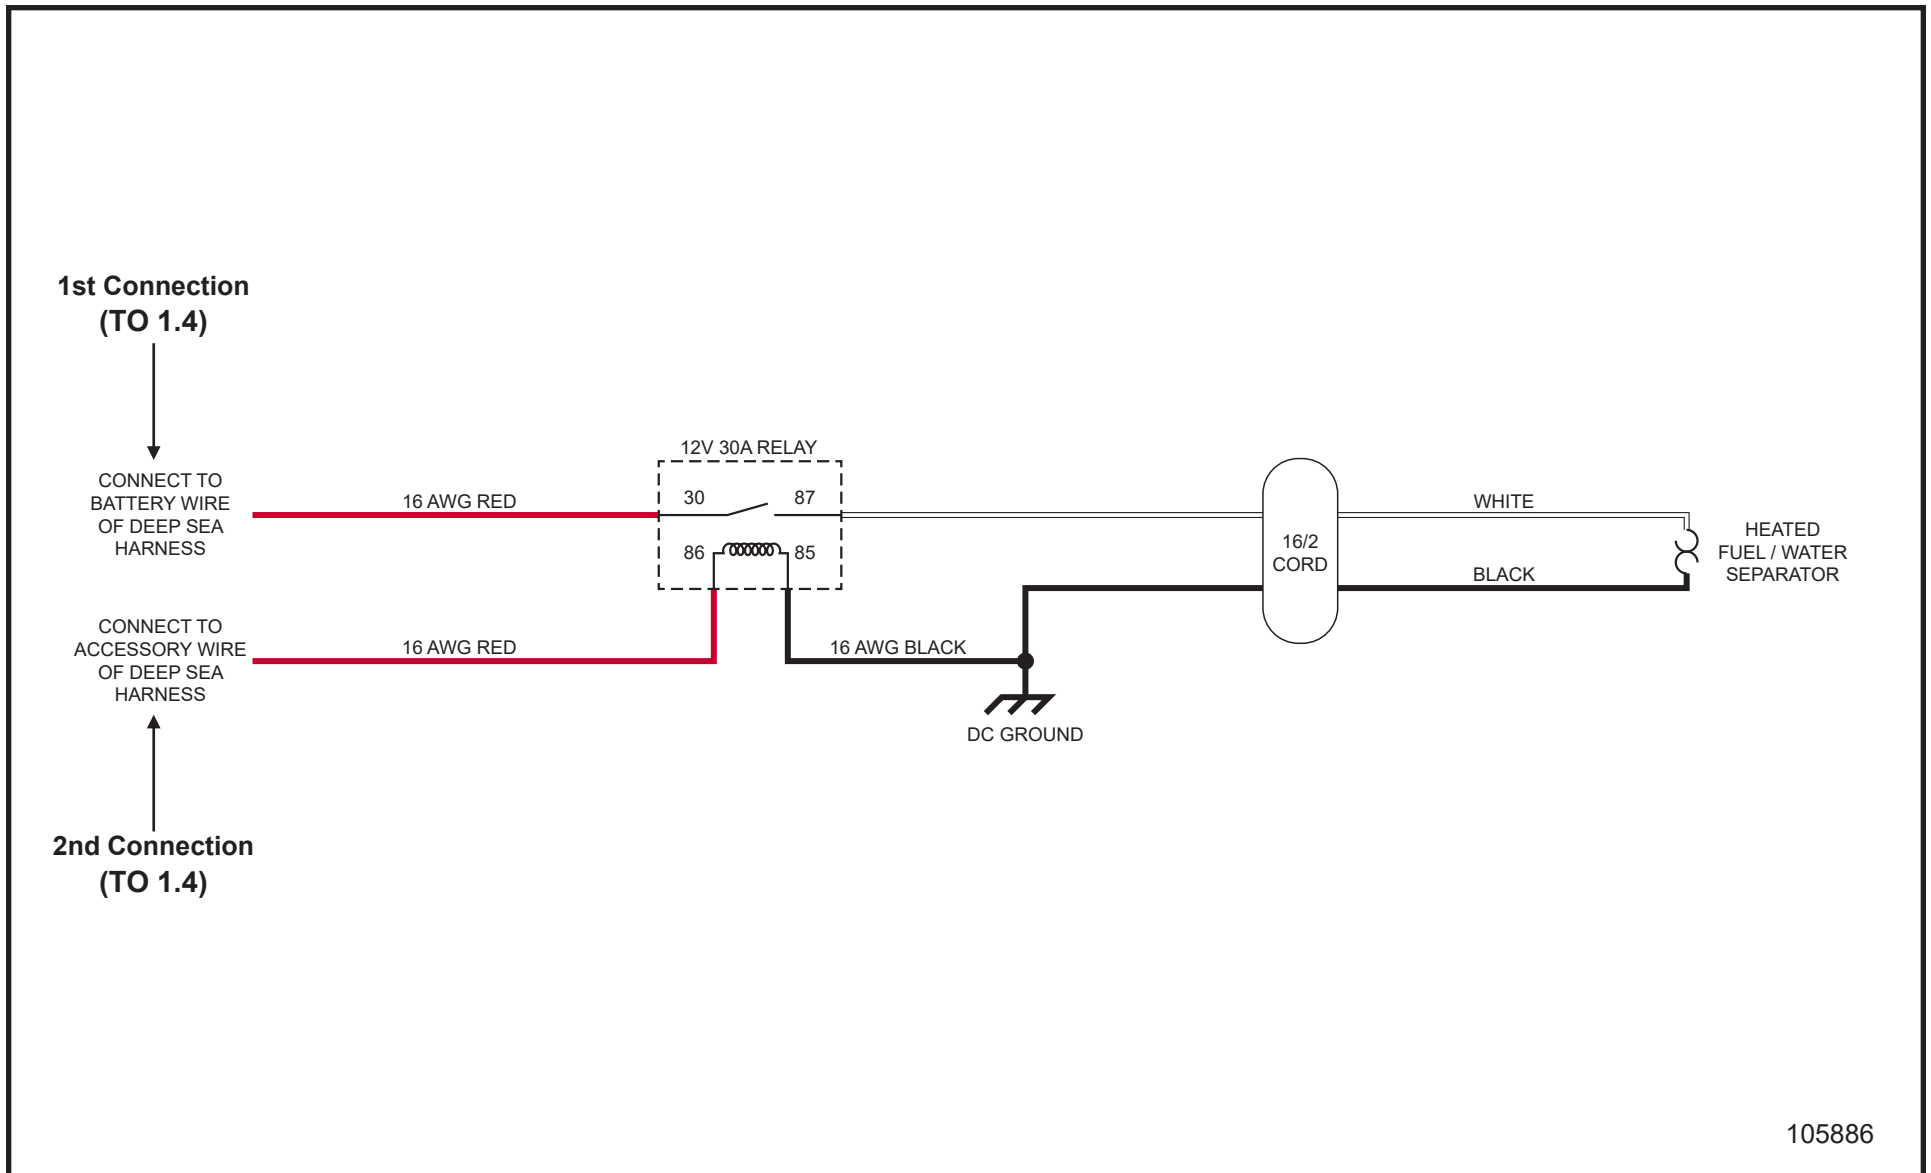 1st Connection
(TO 1.4)
CONNECT TO
BATTERY WIRE
OF DEEP SEA
HARNESS
16 AWG RED
12V 30A RELAY
30
87
86
85
16/2
CORD
WHITE
BLACK
HEATED
FUEL / WATER
SEPARATOR
CONNECT TO
ACCESSORY WIRE
OF DEEP SEA
HARNESS
16 AWG RED
16 AWG BLACK
DC GROUND
2nd Connection
(TO 1.4)
105886